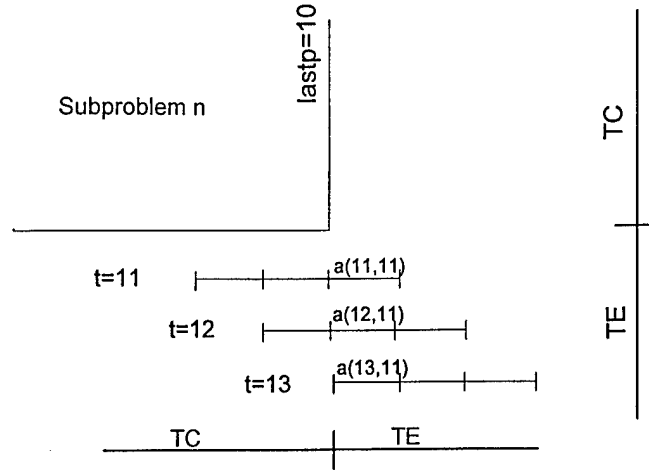 lastp=10
Subproblem n
TC
t=11
a(11,11)
t=12
a(12,11)
TE
t=13
a(13,11)
TC
TE